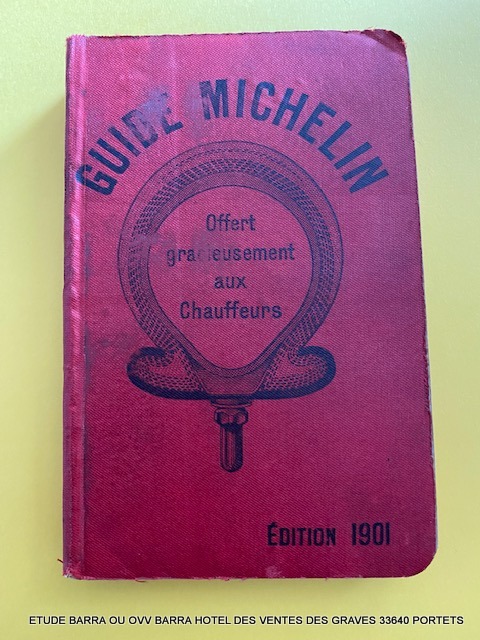 GUIDE MICHELIN
Offert
gracieusement
aux
Chauffeurs
ÉDITION 1901
ETUDE BARRA OU OVV BARRA HOTEL DES VENTES DES GRAVES 33640 PORTETS